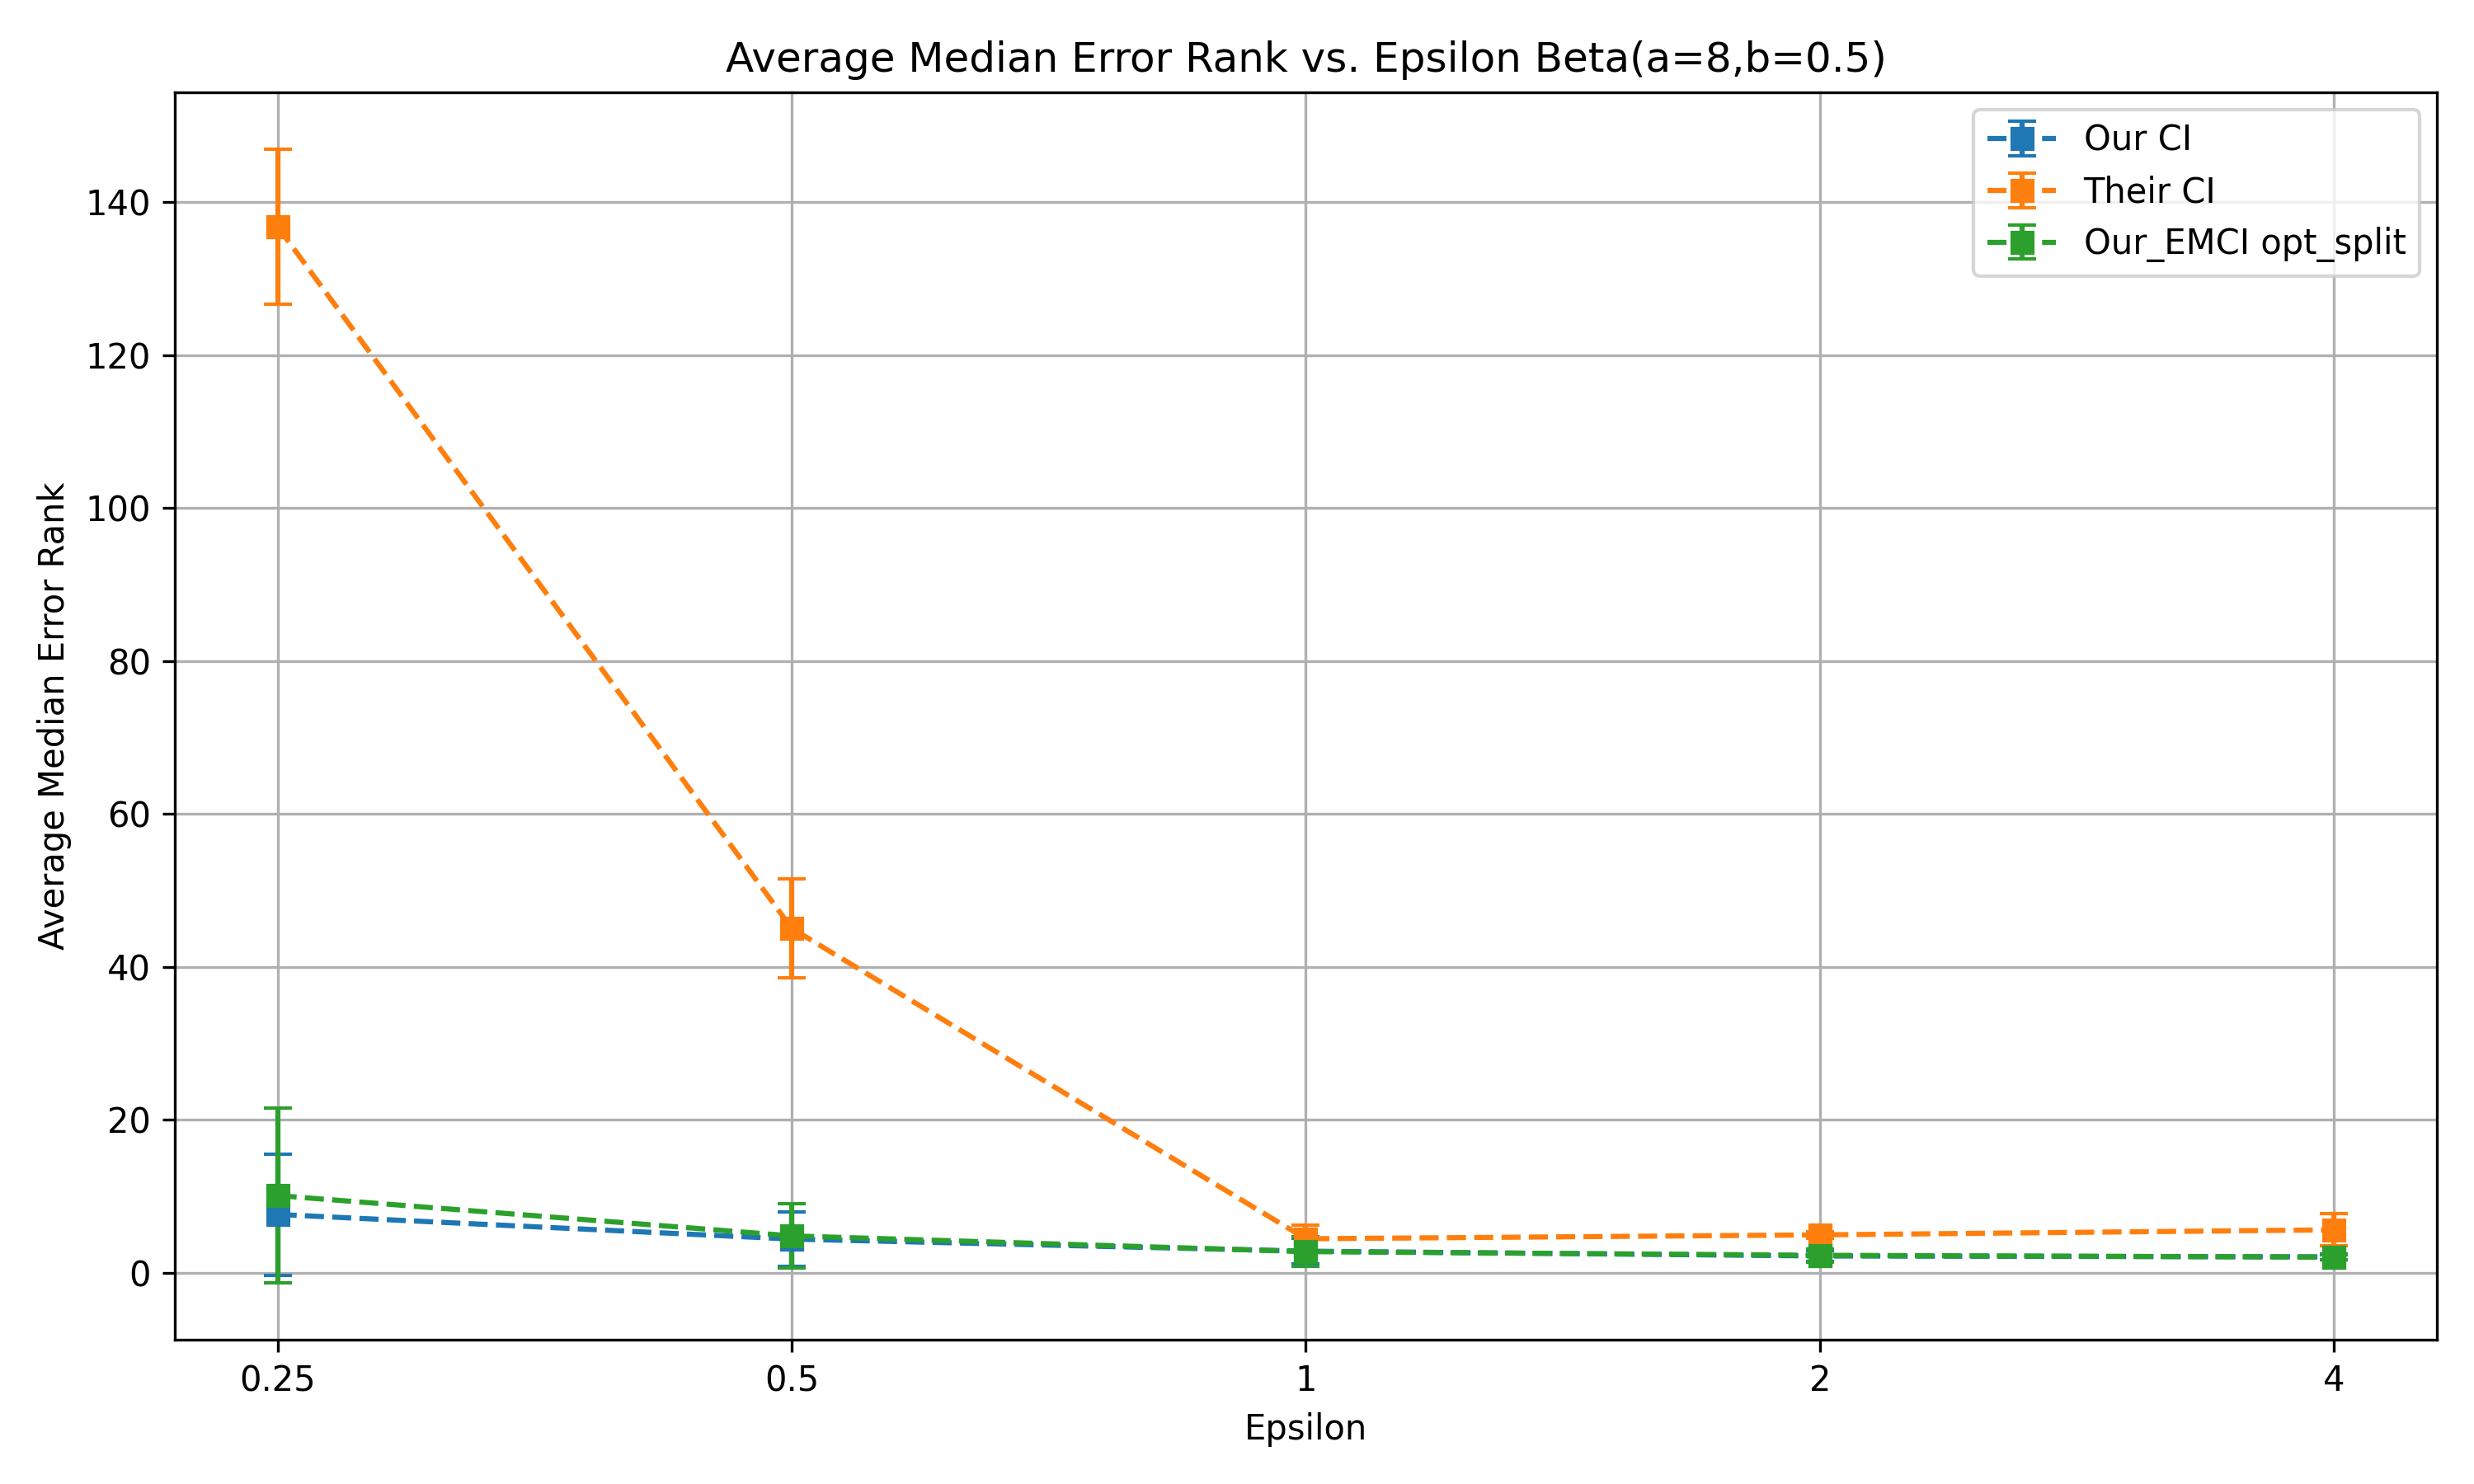 Average Median Error Rank vs. Epsilon Beta(a=8,b=0.5)
Our CI
Their CI
Our_EMCI opt_split
Average Median Error Rank
140
120
100
80
60
40
20
0
0.25
0.5
1
2
4
Epsilon